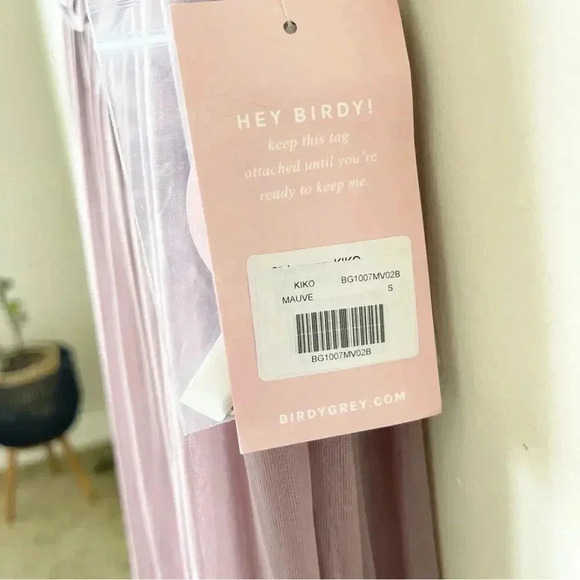 HEY BIRDY!
keep this tag
attached until you're
ready to keep me.
KIKO BG1007MV02B
MAUVE S
BG1007MV02B
BIRDYGREY.COM